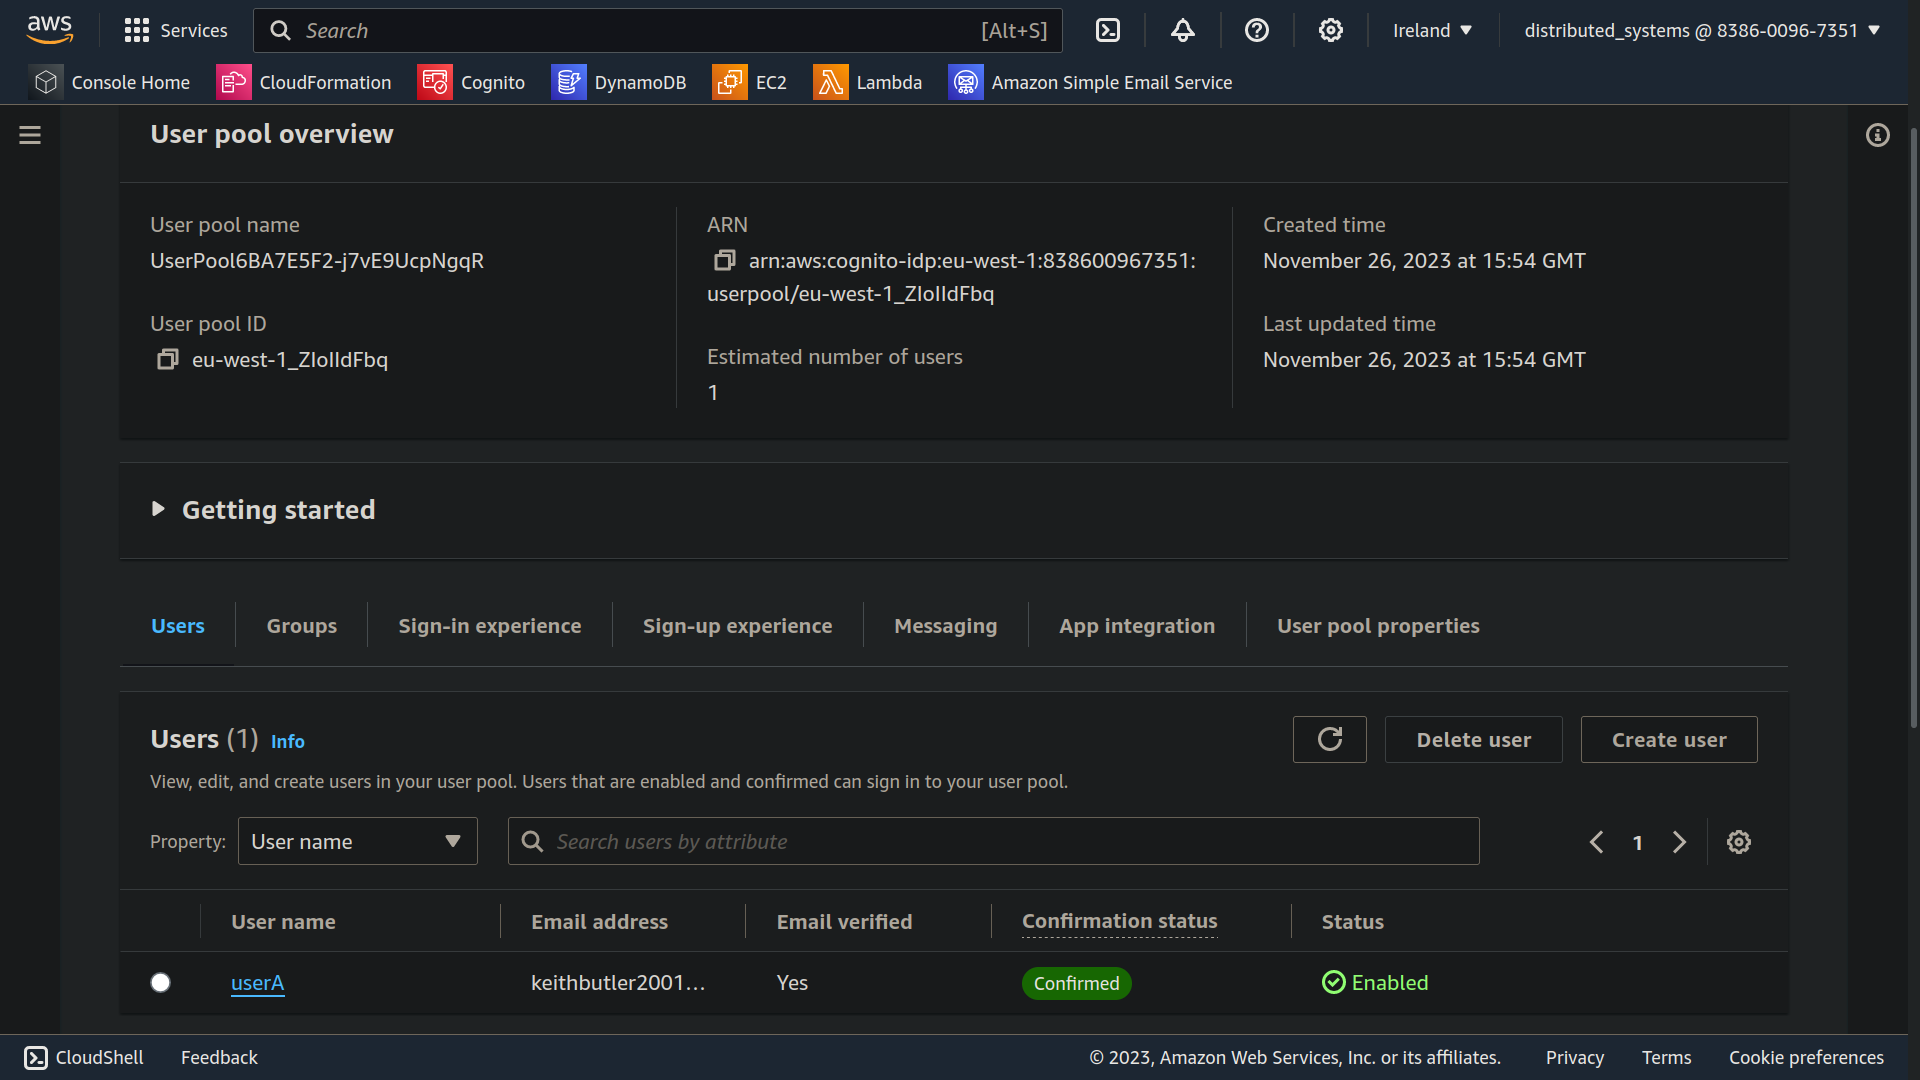 aws
Services
Search
[Alt+S]
Ireland
distributed_systems @ 8386-0096-7351
Console Home
CloudFormation
Cognito
DynamoDB
EC2
Lambda
Amazon Simple Email Service
User pool overview
User pool name
UserPool6BA7E5F2-j7vE9UcpNgqR
User pool ID
eu-west-1_ZIolIdFbq
ARN
arn:aws:cognito-idp:eu-west-1:838600967351:
userpool/eu-west-1_ZIolIdFbq
Estimated number of users
1
Created time
November 26, 2023 at 15:54 GMT
Last updated time
November 26, 2023 at 15:54 GMT
Getting started
Users
Groups
Sign-in experience
Sign-up experience
Messaging
App integration
User pool properties
Users (1) Info
Delete user
Create user
View, edit, and create users in your user pool. Users that are enabled and confirmed can sign in to your user pool.
Property:
User name
Search users by attribute
1
User name
Email address
Email verified
Confirmation status
Status
userA
keithbutler2001...
Yes
Confirmed
Enabled
CloudShell
Feedback
© 2023, Amazon Web Services, Inc. or its affiliates.
Privacy
Terms
Cookie preferences